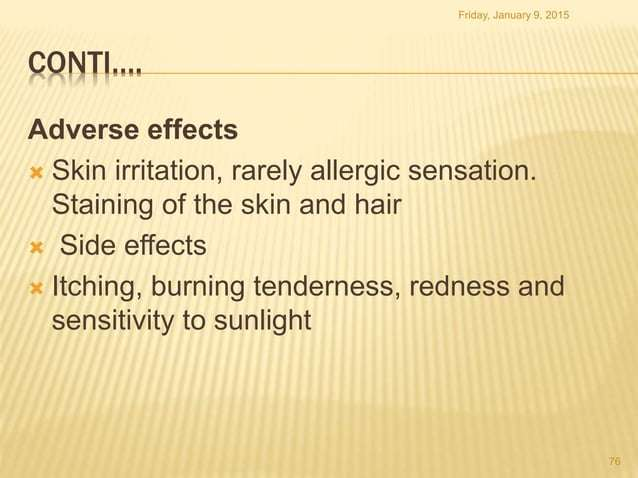 Friday, January 9, 2015
CONTI....
Adverse effects
Skin irritation, rarely allergic sensation.
Staining of the skin and hair
Side effects
Itching, burning tenderness, redness and
sensitivity to sunlight
76